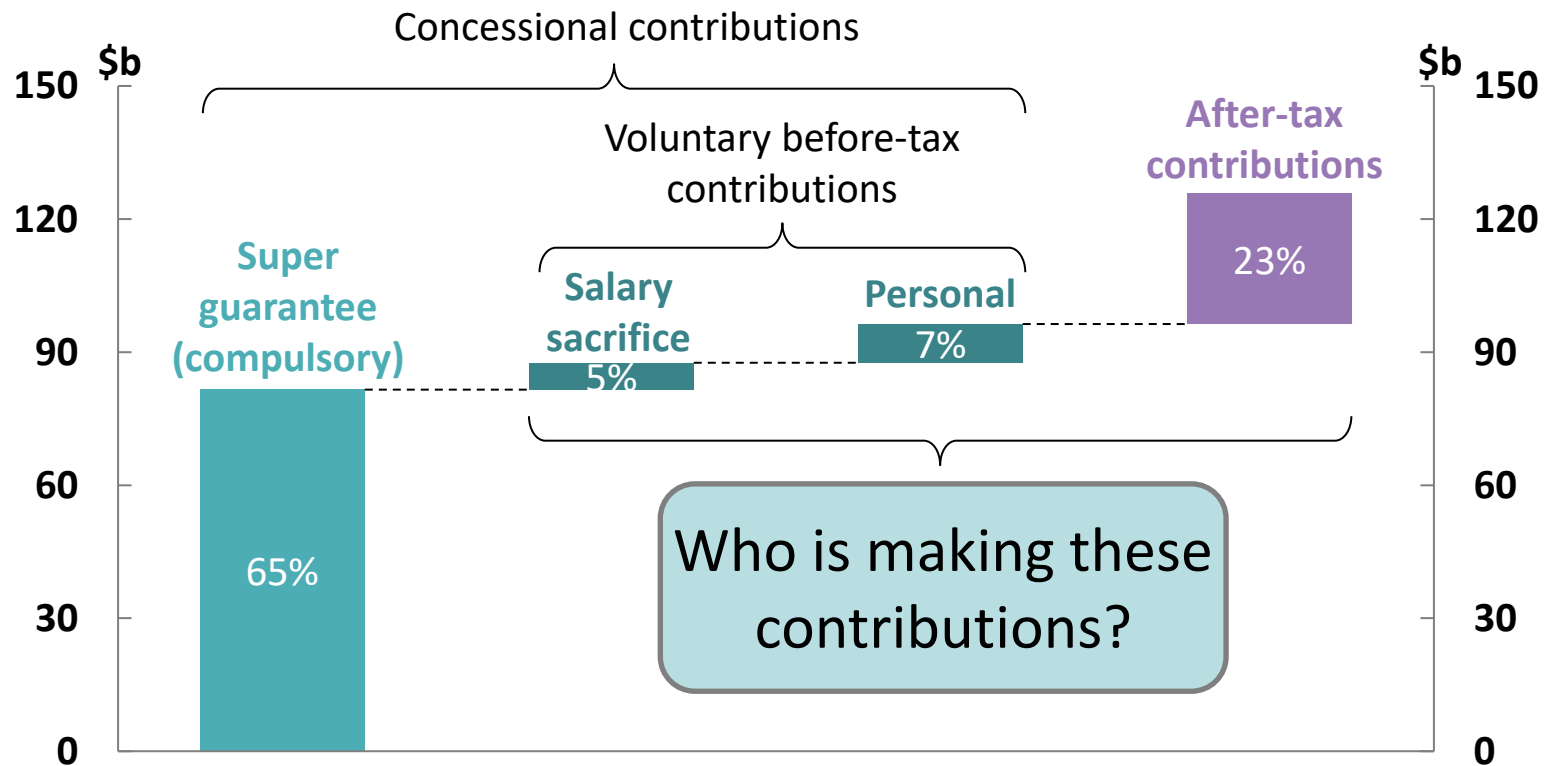 Concessional contributions
$b
$b
150
150
Voluntary before-tax
contributions
After-tax
contributions
120
120
Super
guarantee
(compulsory)
Salary
sacrifice
Personal
23%
90
90
5%
7%
60
60
Who is making these
contributions?
65%
30
30
0
0